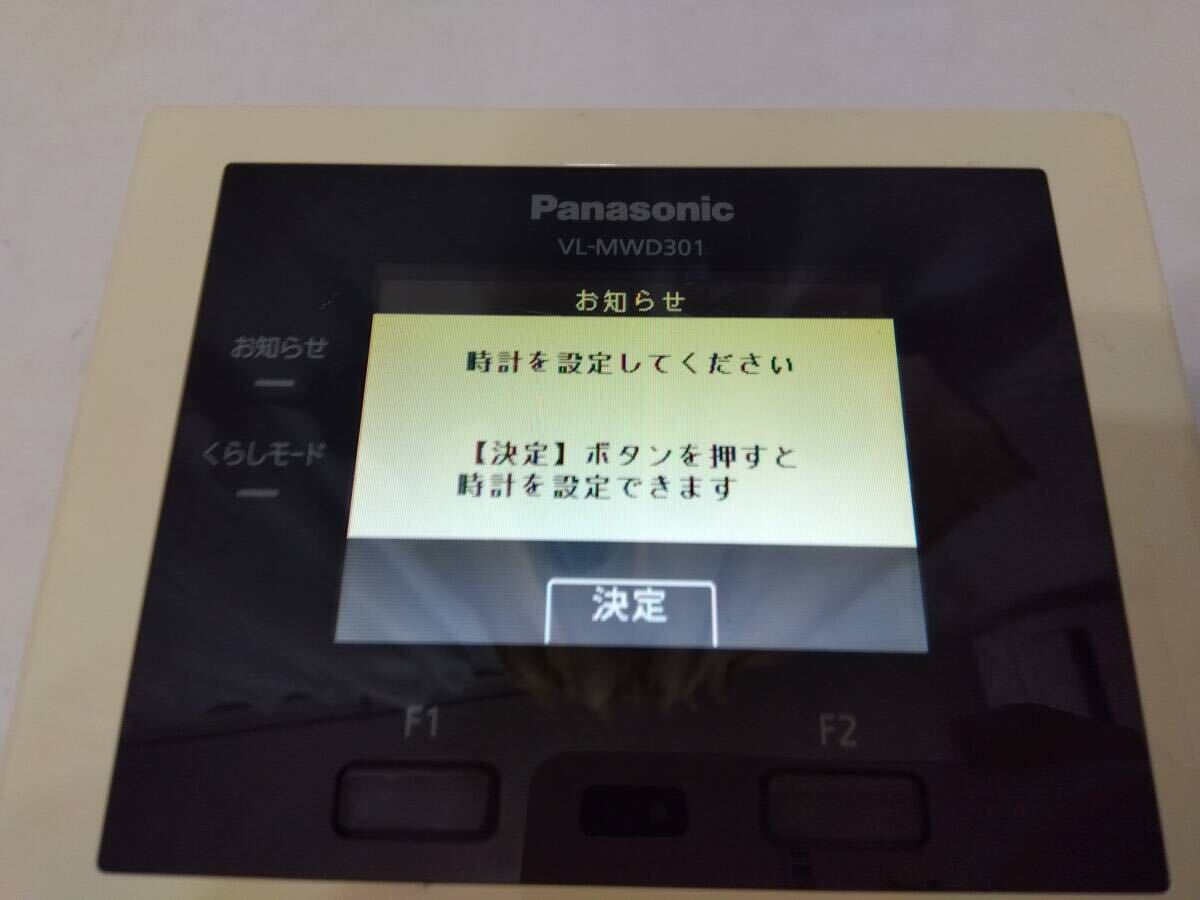 Panasonic
VL-MWD301
お知らせ
お知らせ
時計を設定してください
くらしモード
【決定】ボタンを押すと
時計を設定できます
決定
F1
F2